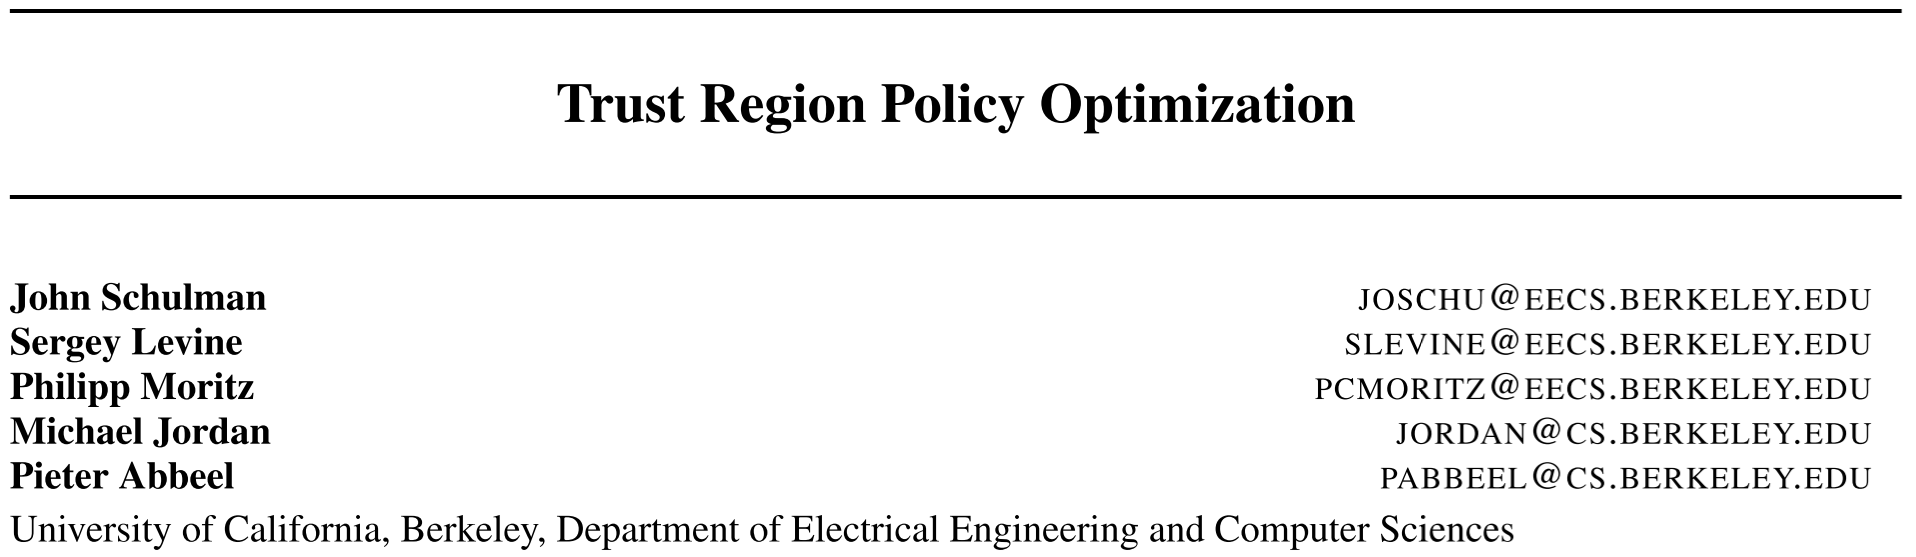 Trust Region Policy Optimization
John Schulman JOSCHU@EECS.BERKELEY.EDU
Sergey Levine SLEVINE@EECS.BERKELEY.EDU
Philipp Moritz PCMORITZ@EECS.BERKELEY.EDU
Michael Jordan JORDAN@CS.BERKELEY.EDU
Pieter Abbeel PABBEEL@CS.BERKELEY.EDU
University of California, Berkeley, Department of Electrical Engineering and Computer Sciences